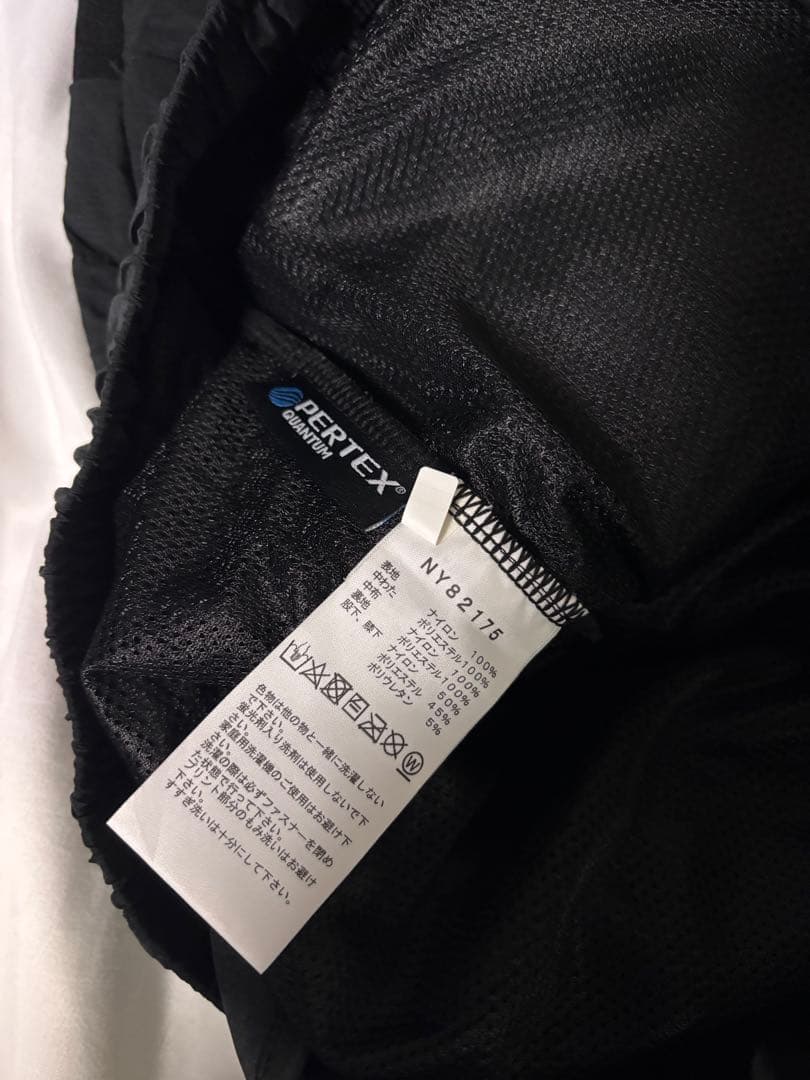 PERTEX®
QUANTUM
NY82175
表地 ナイロン 100%
中わた ポリエステル100%
中布 ナイロン 100%
裏地 ポリエステル100%
股下、膝下 ナイロン 50%
ポリエステル 45%
ポリウレタン 5%
W
色物は他の物と一緒に洗濯しない
で下さい。
蛍光剤入り洗剤は使用しないで下
さい。
家庭用洗濯機のご使用はお避け下
さい。
洗濯の際は必ずファスナーを閉め
た状態で行って下さい。
プリント部分のもみ洗いはお避け
下さい。
すすぎ洗いは十分にして下さい。